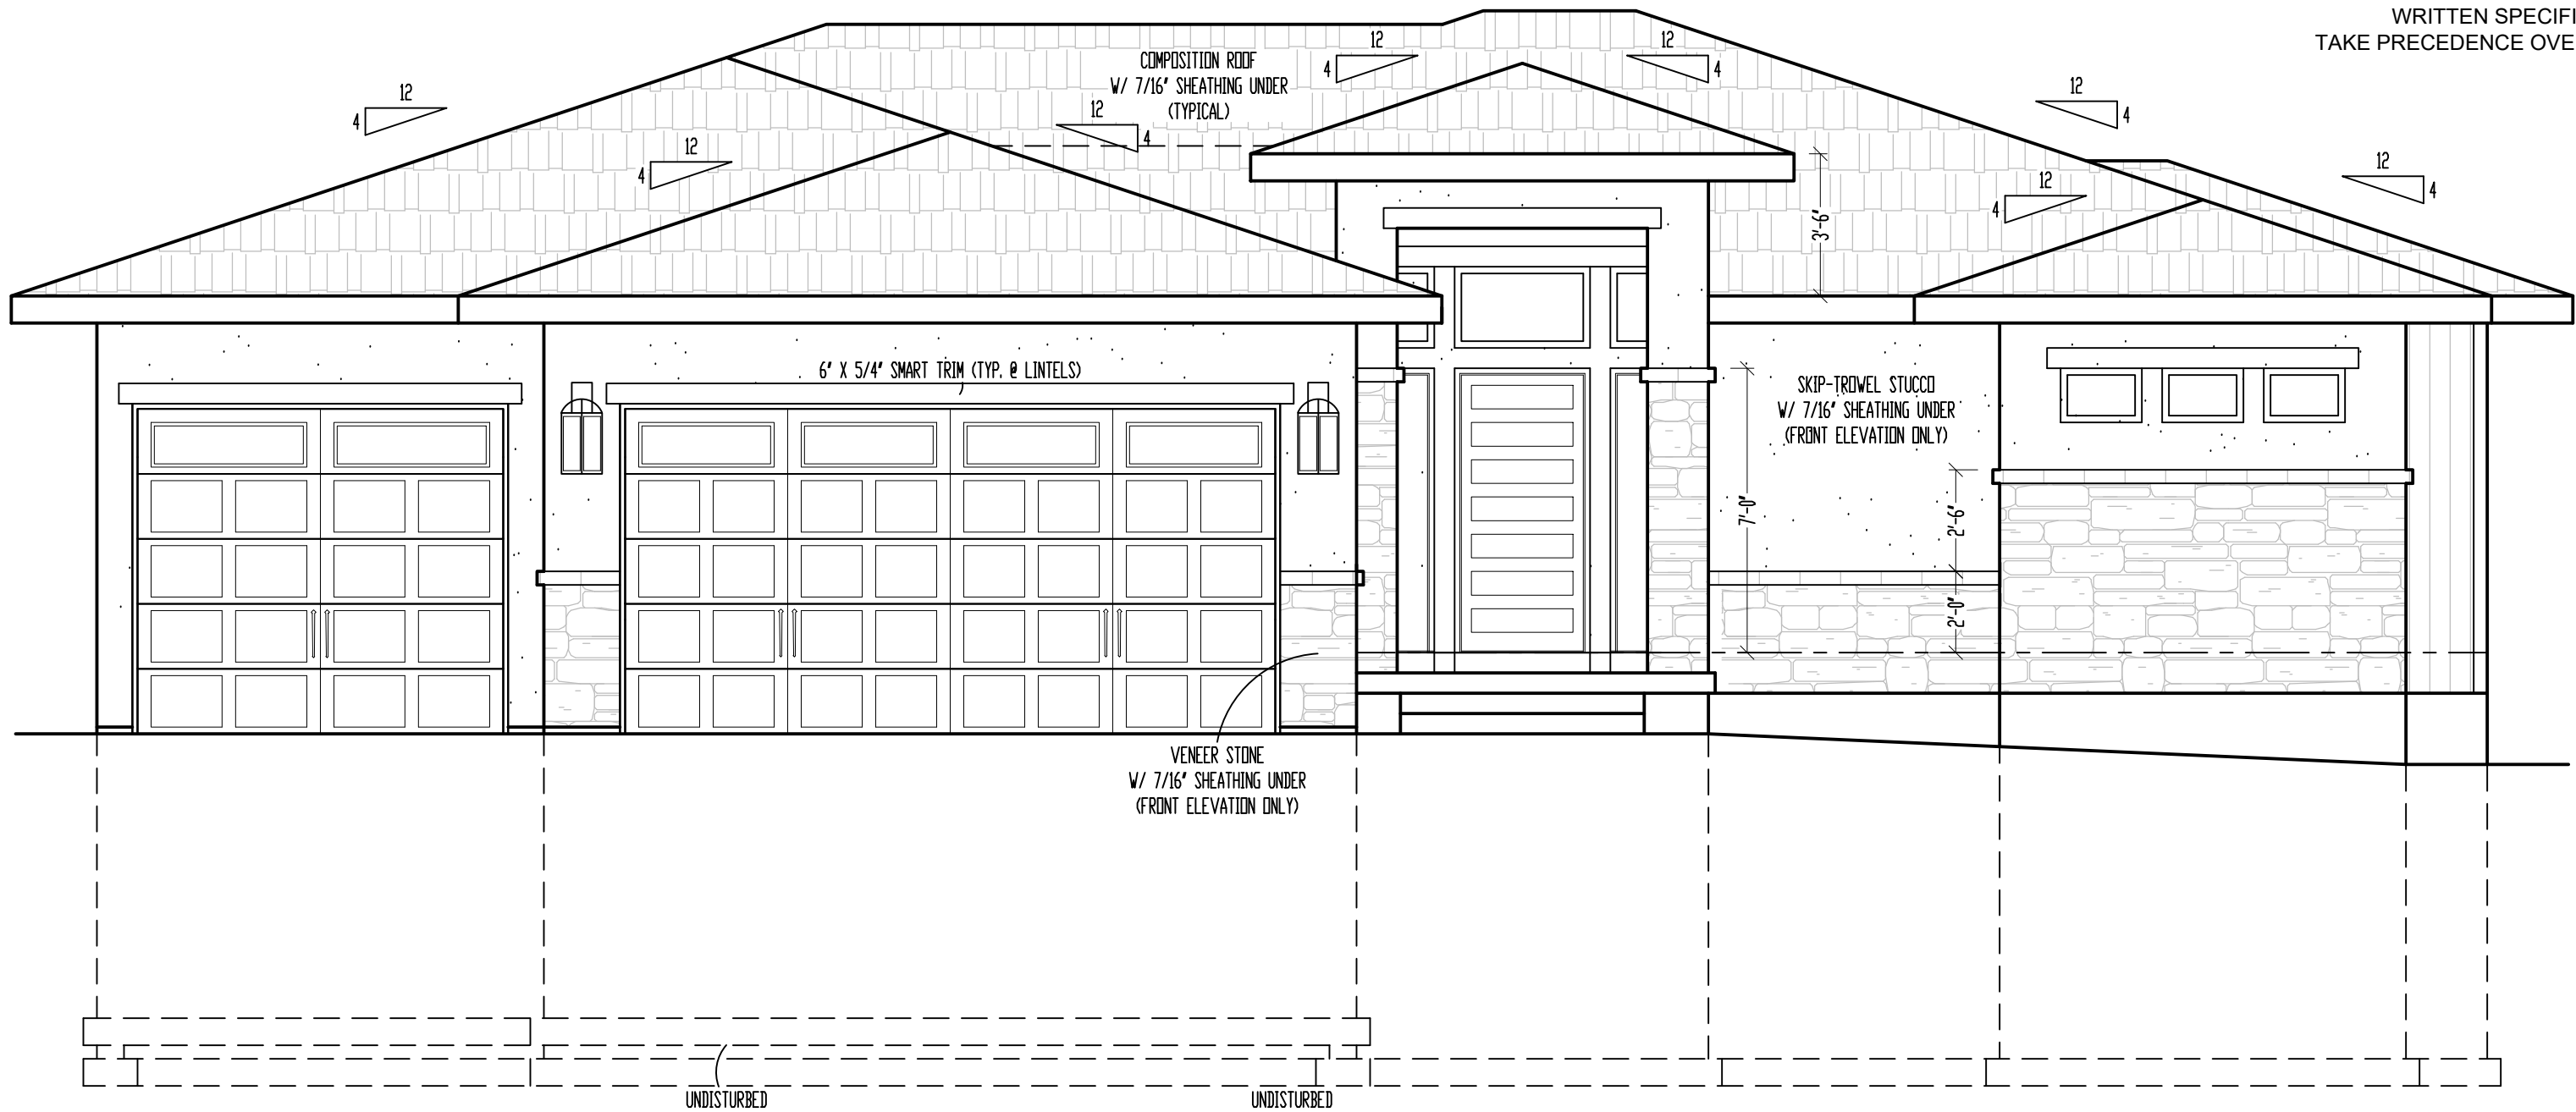 WRITTEN SPECIFI
TAKE PRECEDENCE OVE
COMPOSITION ROOF
W/ 7/16" SHEATHING UNDER
(TYPICAL)
12
4
12
4
12
4
12
4
12
4
12
4
12
4
12
4
3'-6"
6" X 5/4" SMART TRIM (TYP. @ LINTELS)
SKIP-TROWEL STUCCO
W/ 7/16" SHEATHING UNDER
(FRONT ELEVATION ONLY)
7'-0"
2'-6"
2'-0"
VENEER STONE
W/ 7/16" SHEATHING UNDER
(FRONT ELEVATION ONLY)
UNDISTURBED
UNDISTURBED